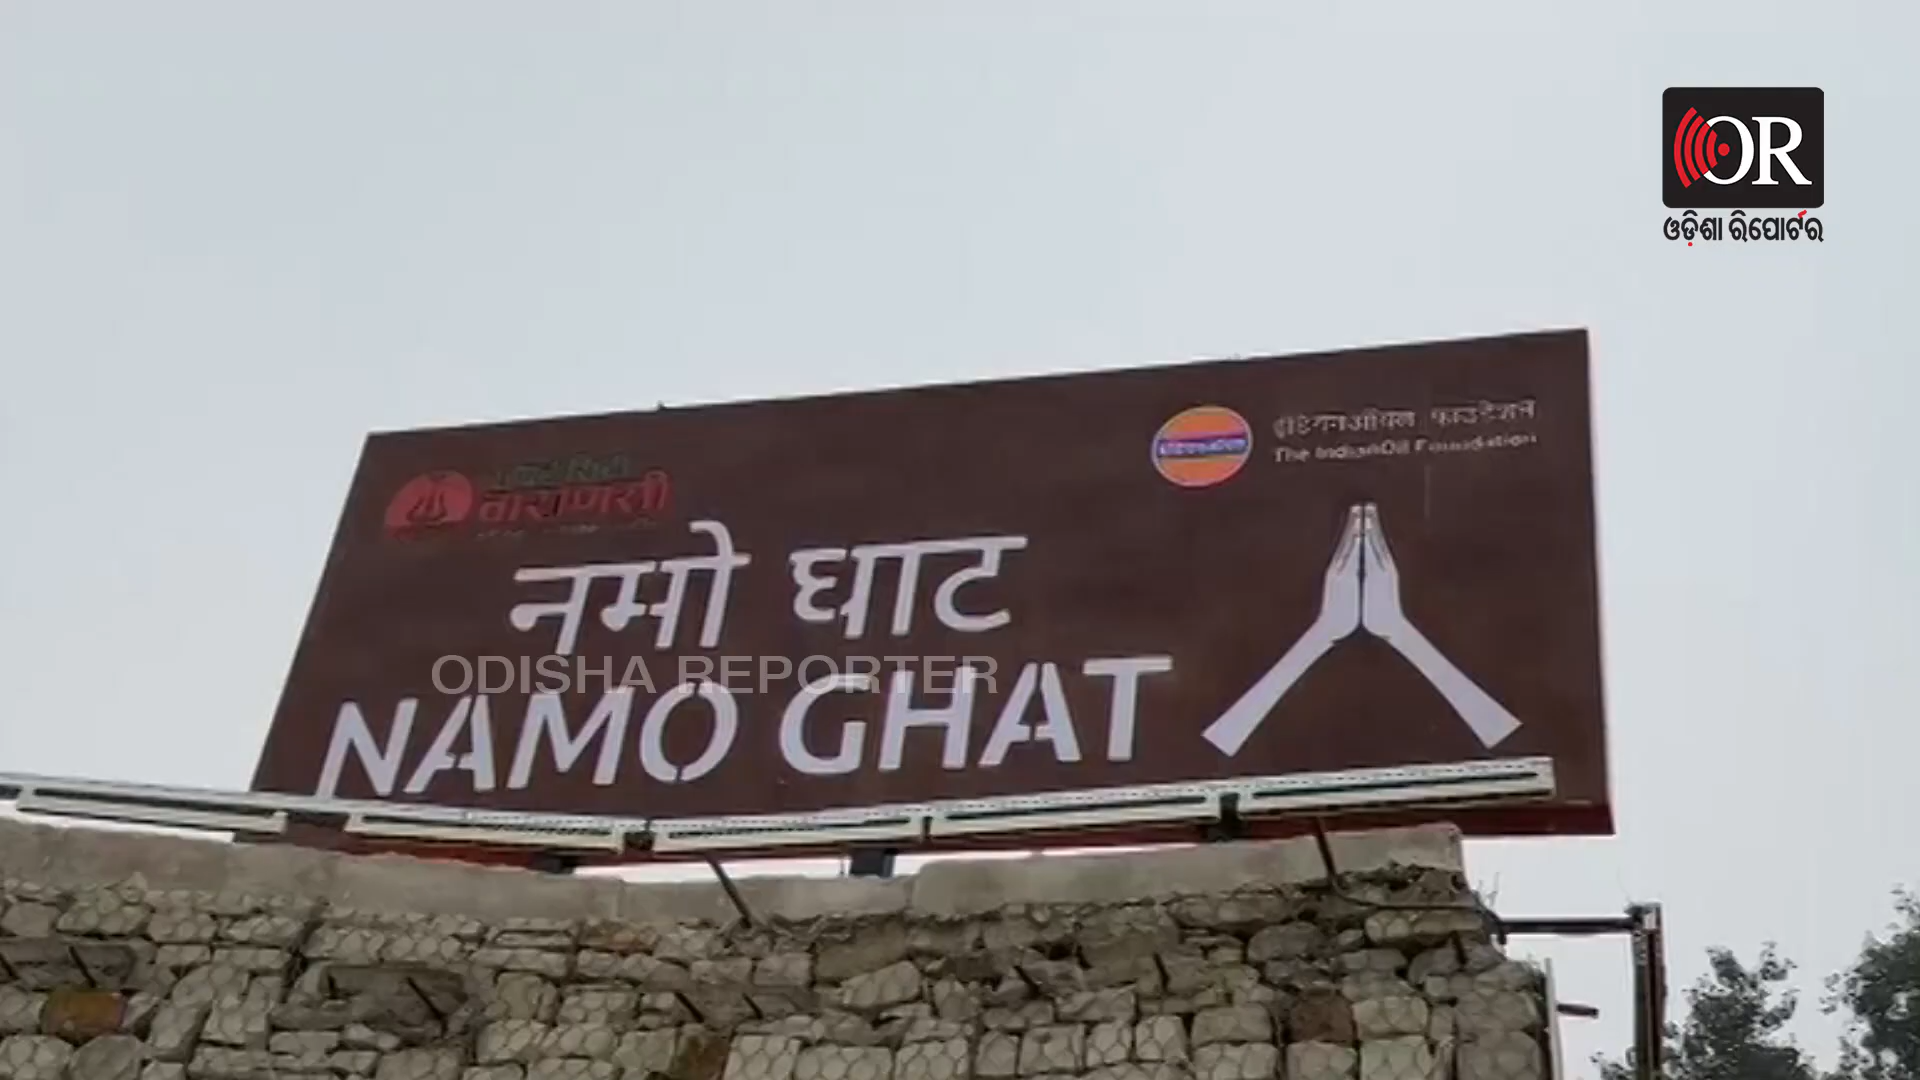 OR
ଓଡ଼ିଶା ରିପୋର୍ଟର
इंडियनऑयल फाउंडेशन
The IndianOil Foundation
वाराणसी
नमो घाट
ODISHA REPORTER
NAMO GHAT